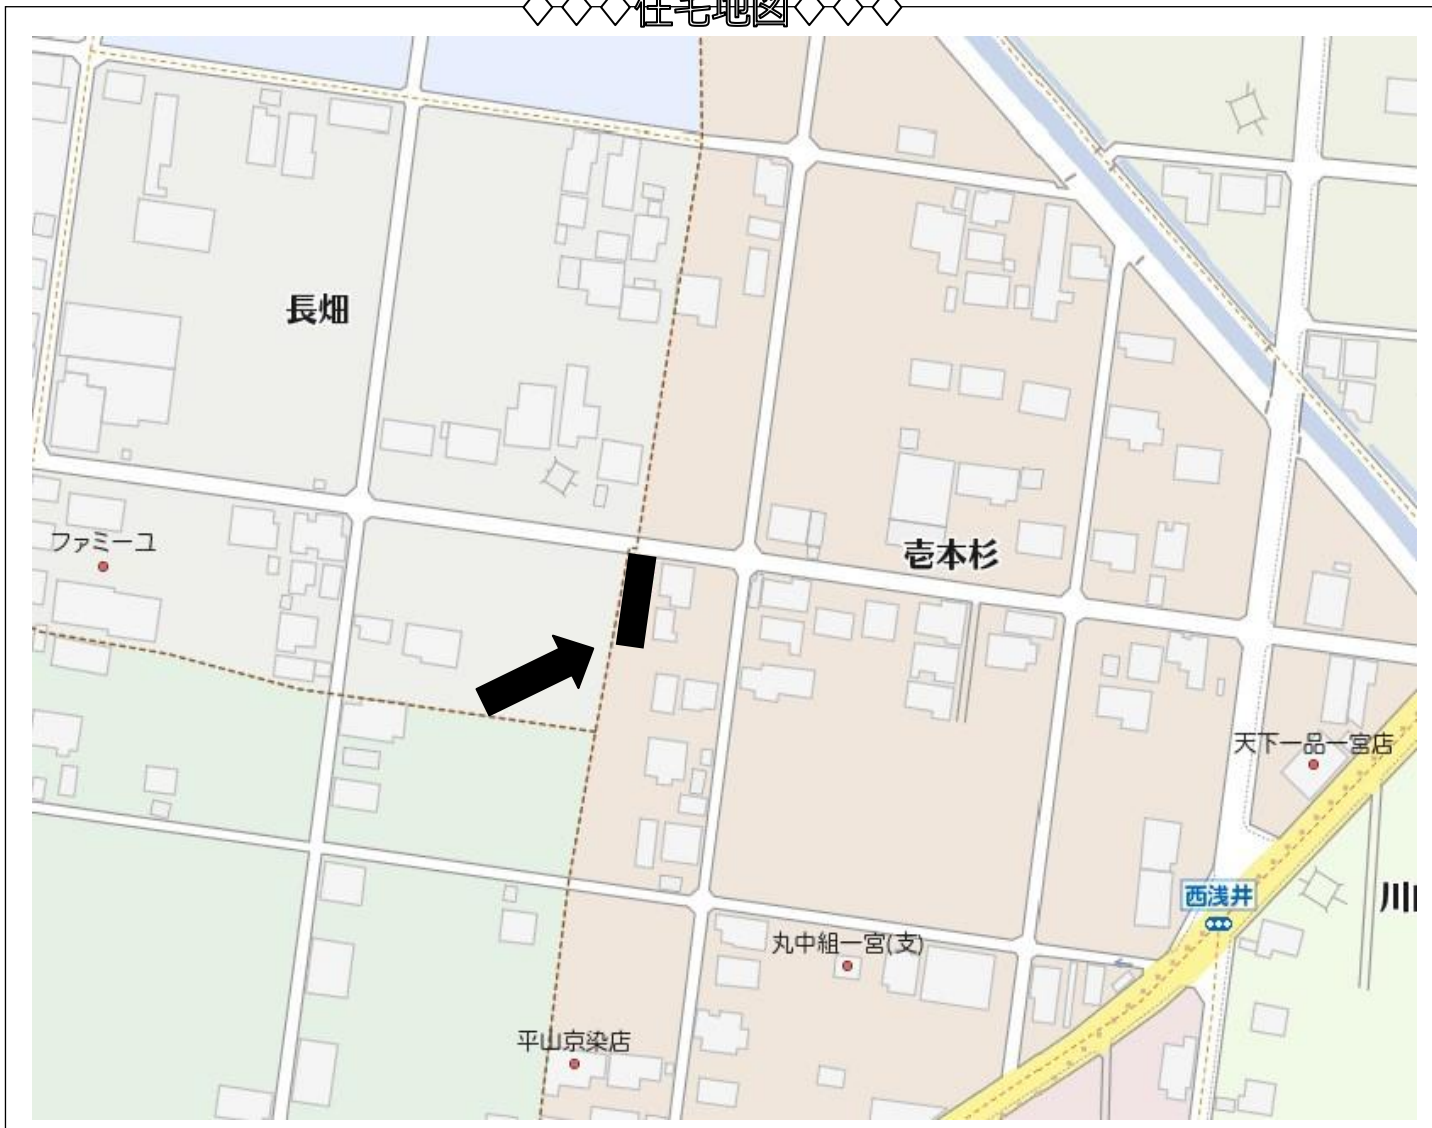 ◇◇◇住宅地図◇◇◇
長畑
ファミーユ
壱本杉
天下一品一宮店
西浅井
丸中組一宮(支)
平山京染店